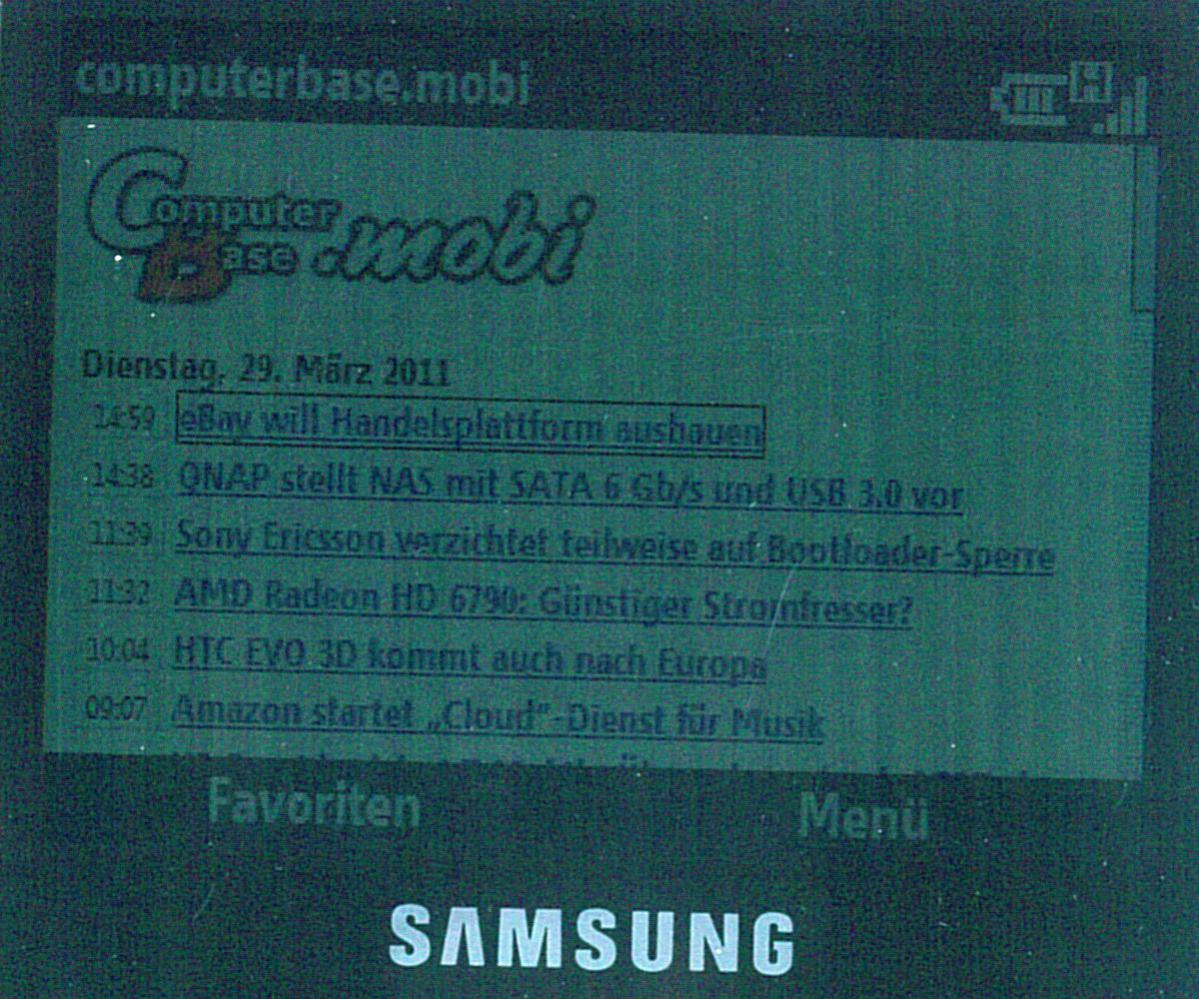 computerbase.mobi
H
Computer
Base .mobi
Dienstag, 29. März 2011
14:59 eBay will Handelsplattform ausbauen
14:38 QNAP stellt NAS mit SATA 6 Gb/s und USB 3.0 vor
11:39 Sony Ericsson verzichtet teilweise auf Bootloader-Sperre
11:32 AMD Radeon HD 6790: Günstiger Stromfresser?
10:04 HTC EVO 3D kommt auch nach Europa
09:07 Amazon startet „Cloud“-Dienst für Musik
Favoriten Menü
SAMSUNG